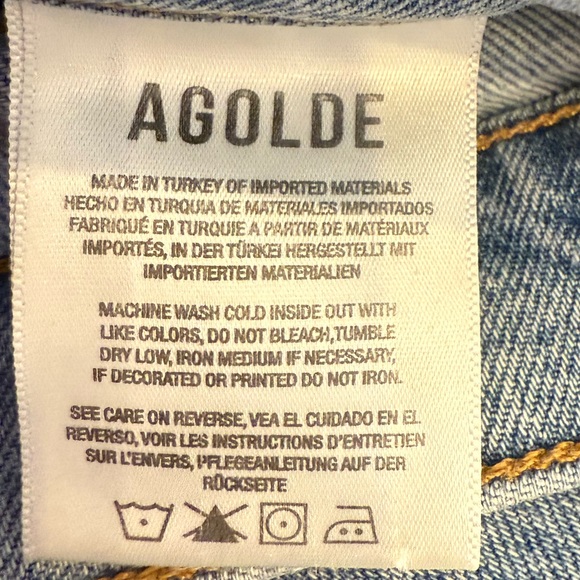 AGOLDE
MADE IN TURKEY OF IMPORTED MATERIALS
HECHO EN TURQUIA DE MATERIALES IMPORTADOS
FABRIQUÉ EN TURQUIE A PARTIR DE MATÉRIAUX
IMPORTÉS, IN DER TÜRKEI HERGESTELLT MIT
IMPORTIERTEN MATERIALIEN
MACHINE WASH COLD INSIDE OUT WITH
LIKE COLORS, DO NOT BLEACH, TUMBLE
DRY LOW, IRON MEDIUM IF NECESSARY,
IF DECORATED OR PRINTED DO NOT IRON.
SEE CARE ON REVERSE, VEA EL CUIDADO EN EL
REVERSO, VOIR LES INSTRUCTIONS D'ENTRETIEN
SUR L'ENVERS, PFLEGEANLEITUNG AUF DER
RÜCKSEITE